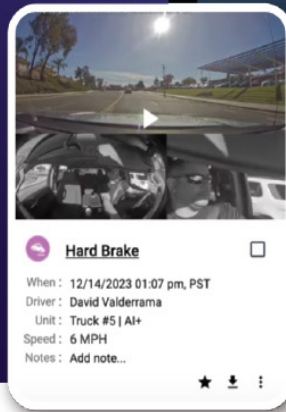 Hard Brake
When : 12/14/2023 01:07 pm, PST
Driver : David Valderrama
Unit : Truck #5 | AI+
Speed : 6 MPH
Notes : Add note...